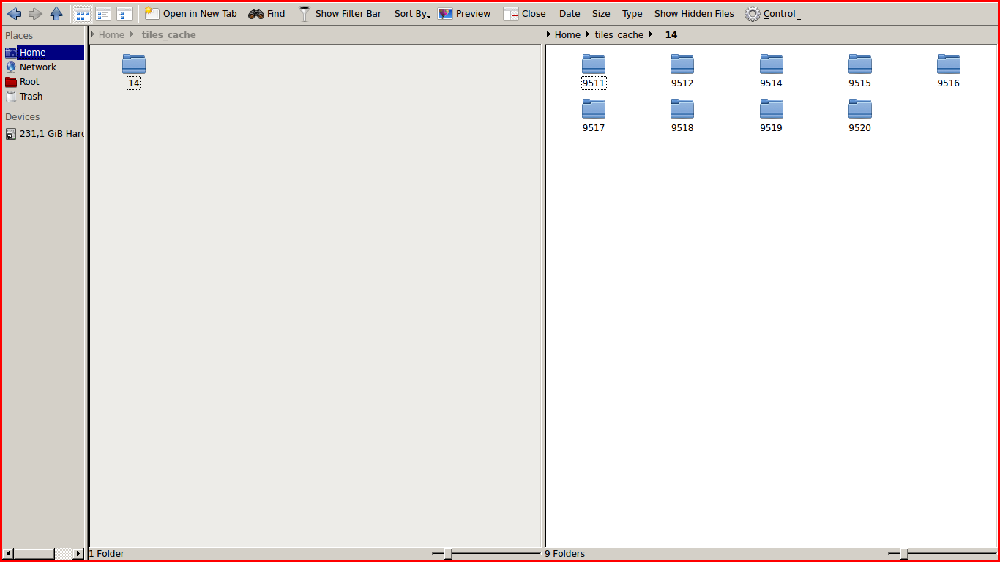 Open in New Tab Find Show Filter Bar Sort By Preview Close Date Size Type Show Hidden Files Control
Places
Home
Network
Root
Trash
Devices
231,1 GiB Harc
Home tiles_cache
14
1 Folder
Home tiles_cache 14
9511 9512 9514 9515 9516
9517 9518 9519 9520
9 Folders